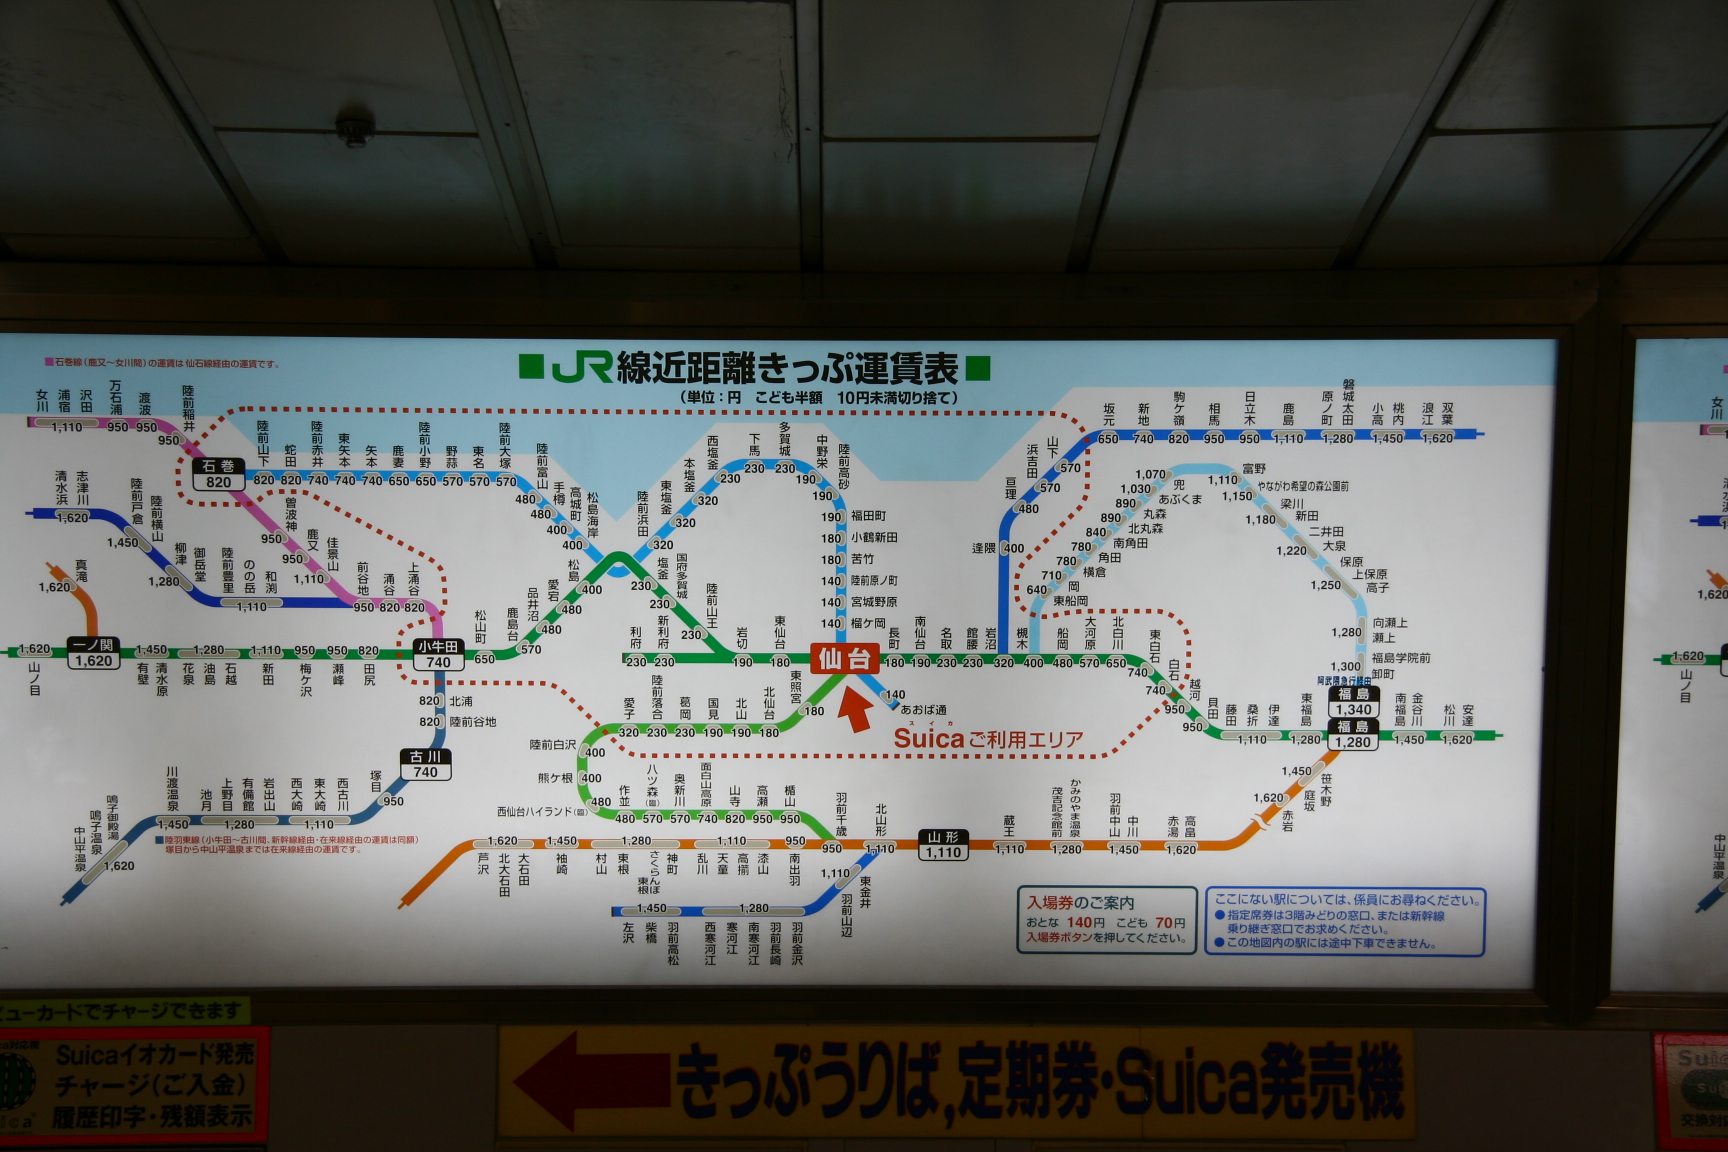 ■石巻線(鹿又〜女川間)の運賃は仙石線経由の運賃です。
■JR線近距離きっぷ運賃表■
(単位:円 こども半額 10円未満切り捨て)
女川 浦宿 沢田 万石浦 渡波 陸前稲井
1,110 950 950 950
石巻
820
陸前山下 蛇田 陸前赤井 東矢本 矢本 鹿妻 陸前小野 野蒜 東名 陸前大塚 陸前富山 手樽 高城町 松島海岸
820 820 740 740 740 650 650 570 570 570 480 480 400 400
陸前浜田 東塩釜 本塩釜 西塩釜 下馬 多賀城 中野栄 陸前高砂
320 320 320 230 230 230 190 190
190 福田町
180 小鶴新田
180 苦竹
140 陸前原ノ町
140 宮城野原
140 榴ケ岡
仙台
140
あおば通
清水浜 志津川 陸前戸倉 陸前横山 柳津 御岳堂 陸前豊里 のの岳 和渕
1,620 1,450 1,280 1,110
曽波神 鹿又 佳景山 前谷地 涌谷 上涌谷
950 950 1,110 950 820 820
真滝
1,620
1,620
山ノ目
一ノ関
1,620
1,450 1,280 1,110 950 950 820
有壁 清水原 花泉 油島 石越 新田 梅ケ沢 瀬峰 田尻
小牛田
740
松山町 鹿島台 品井沼 愛宕 松島
650 570 480 480 400
塩釜 国府多賀城 陸前山王 岩切 東仙台
230 230 230 190 180
利府 新利府
230 230
820 北浦
820 陸前谷地
古川
740
塚目 西古川 東大崎 西大崎 岩出山 有備館 上野目 池月 川渡温泉 鳴子御殿湯 鳴子温泉 中山平温泉
950 1,110 1,280 1,450 1,620
■陸羽東線(小牛田〜古川間、新幹線経由・在来線経由の運賃は同額)
塚目から中山平温泉までは在来線経由の運賃です。
長町 南仙台 名取 館腰 岩沼 槻木 船岡 大河原 北白川 東白石 白石 越河 貝田 藤田 桑折 伊達 東福島
180 190 230 230 320 400 480 570 650 740 740 950 950 1,110 1,280
逢隈 亘理 浜吉田 山下 坂元 新地 駒ケ嶺 相馬 日立木 鹿島 原ノ町 磐城太田 小高 桃内 浪江 双葉
400 480 570 570 650 740 820 950 950 1,110 1,280 1,450 1,620
東船岡 岡 横倉 角田 南角田 北丸森 丸森 あぶくま 兜
640 710 780 780 840 890 890 1,030 1,070
富野 やながわ希望の森公園前 梁川 新田 二井田 大泉 保原 上保原 高子 向瀬上 瀬上 福島学院前 卸町
1,110 1,150 1,180 1,220 1,250 1,280 1,300
阿武隈急行経由
福島
1,340
福島
1,280
南福島 金谷川 松川 安達
1,450 1,620
笹木野 庭坂 赤岩
1,450 1,620
東照宮 北仙台 北山 国見 葛岡 陸前落合 愛子
180 180 190 190 230 230 320
陸前白沢 400
熊ケ根 400
西仙台ハイランド(臨) 480
作並 八ツ森(臨) 奥新川 面白山高原 山寺 高瀬 楯山 羽前千歳 北山形
480 570 570 740 820 950 950 950 1,110
Suicaご利用エリア
スイカ
山形
1,110
蔵王 茂吉記念館前 かみのやま温泉 羽前中山 中川 赤湯 高畠
1,110 1,280 1,450 1,620
1,620 1,450 1,280 1,110 950
芦沢 北大石田 大石田 袖崎 村山 東根 さくらんぼ東根 神町 乱川 天童 高擶 漆山 南出羽
1,450 1,280 1,110
左沢 柴橋 羽前高松 西寒河江 寒河江 南寒河江 羽前長崎 羽前金沢 羽前山辺 東金井
入場券のご案内
おとな 140円 こども 70円
入場券ボタンを押してください。
ここにない駅については、係員にお尋ねください。
●指定席券は3階みどりの窓口、または新幹線
乗り継ぎ窓口でお求めください。
●この地図内の駅には途中下車できません。
ューカードでチャージできます
Suicaイオカード発売
チャージ(ご入金)
履歴印字・残額表示
きっぷうりば,定期券・Suica発売機
女川
1,620
山ノ目